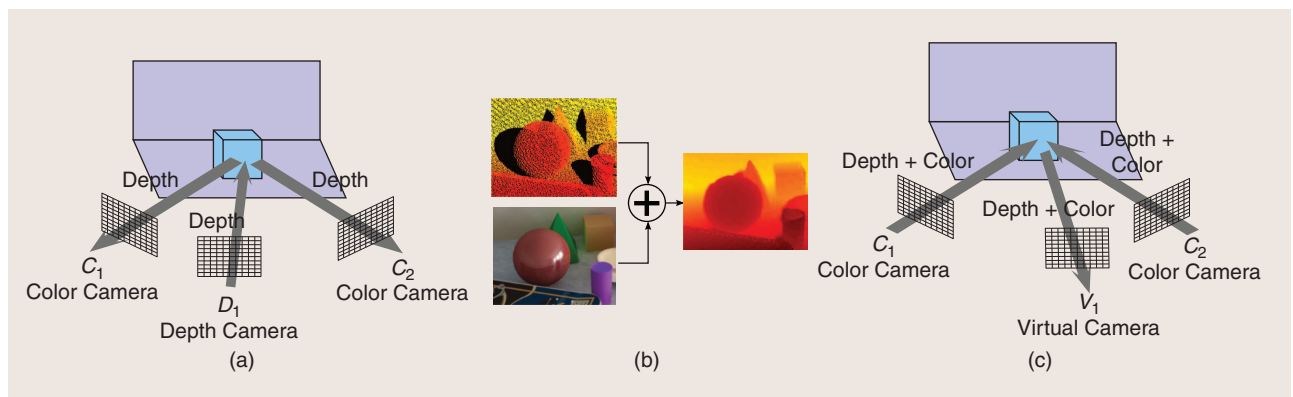 Depth
Depth
Depth
C1
Color Camera
D1
Depth Camera
C2
Color Camera
(a)
+
(b)
Depth + Color
Depth +
Color
Depth + Color
C1
Color Camera
V1
Virtual Camera
C2
Color Camera
(c)